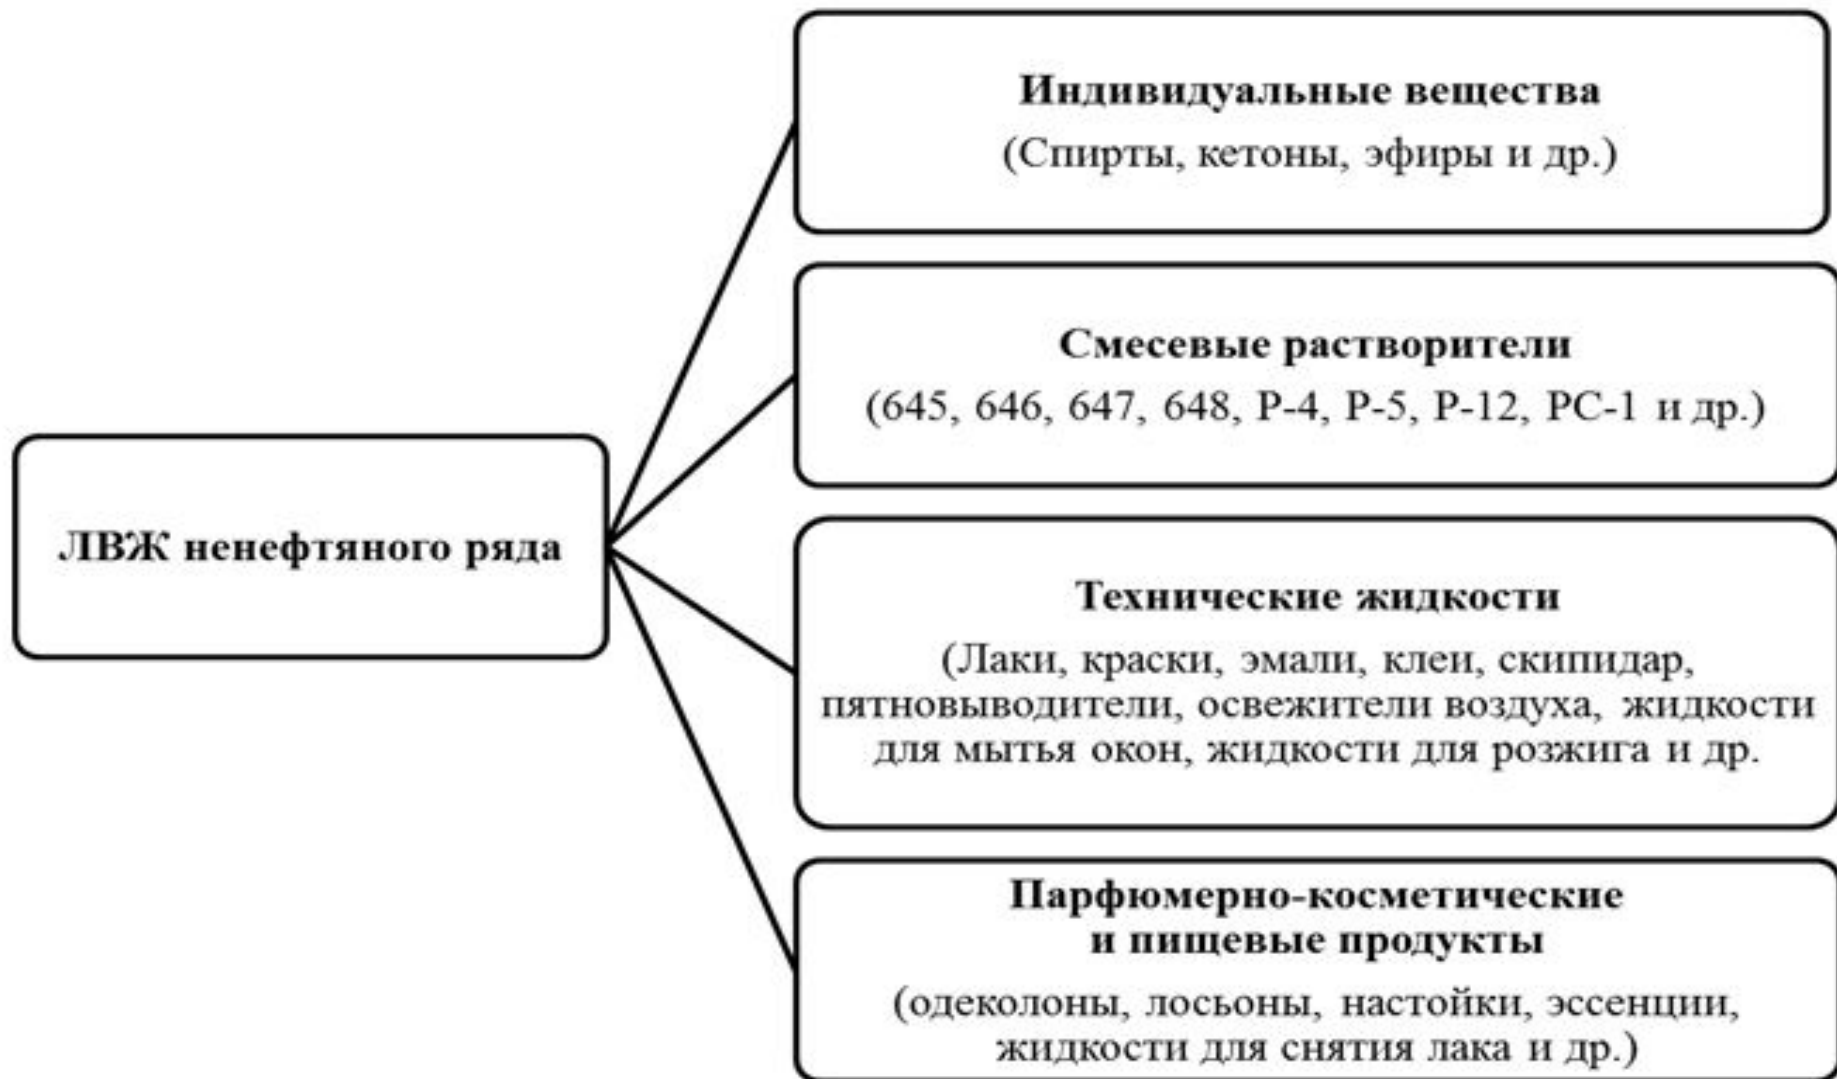 Индивидуальные вещества
(Спирты, кетоны, эфиры и др.)
Смесевые растворители
(645, 646, 647, 648, Р-4, Р-5, Р-12, РС-1 и др.)
ЛВЖ ненефтяного ряда
Технические жидкости
(Лаки, краски, эмали, клеи, скипидар,
пятновыводители, освежители воздуха, жидкости
для мытья окон, жидкости для розжига и др.
Парфюмерно-косметические
и пищевые продукты
(одеколоны, лосьоны, настойки, эссенции,
жидкости для снятия лака и др.)